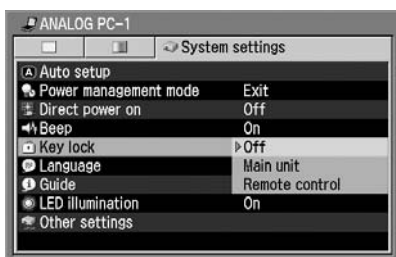 ANALOG PC-1
System settings
Auto setup
Power management mode Exit
Direct power on Off
Beep On
Key lock Off
Language Main unit
Guide Remote control
LED illumination On
Other settings